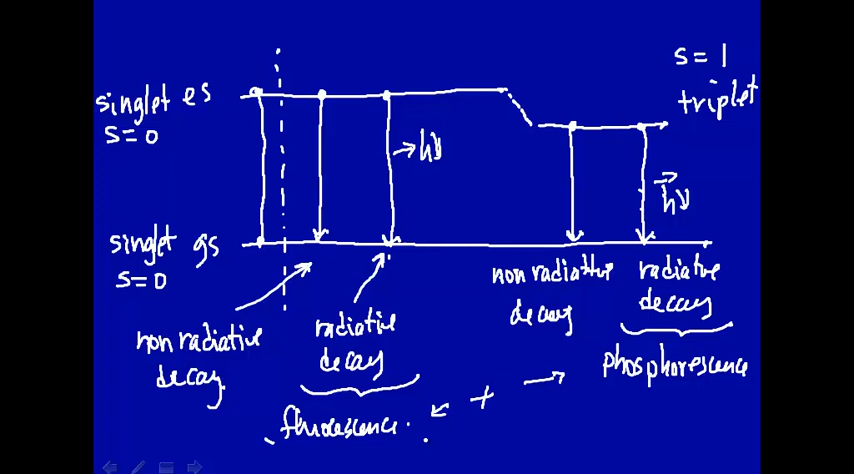 s = 1
triplet
singlet es
s = 0
→ hν
hν
singlet gs
s = 0
non radiative
decay
radiative
decay
fluorescence
+
non radiative
decay
radiative
decay
phosphorescence